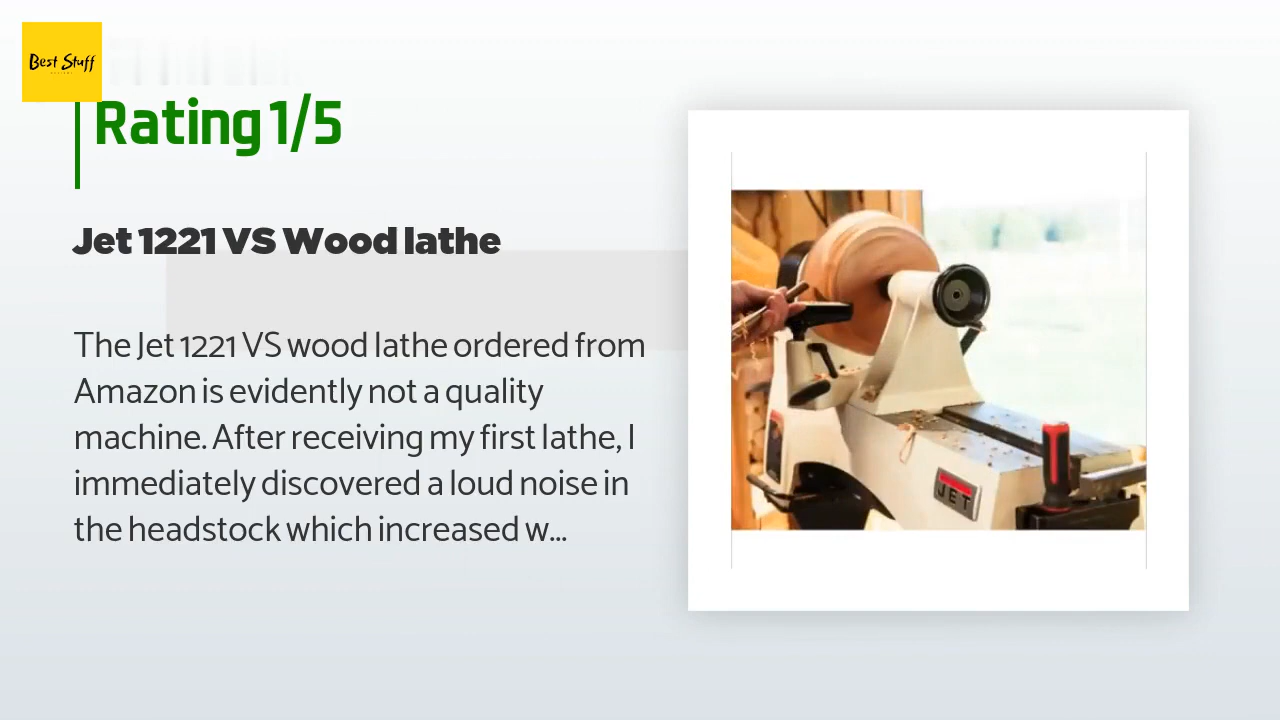 Best Stuff
Rating 1/5
Jet 1221 VS Wood lathe
The Jet 1221 VS wood lathe ordered from
Amazon is evidently not a quality
machine. After receiving my first lathe, I
immediately discovered a loud noise in
the headstock which increased w...
JET